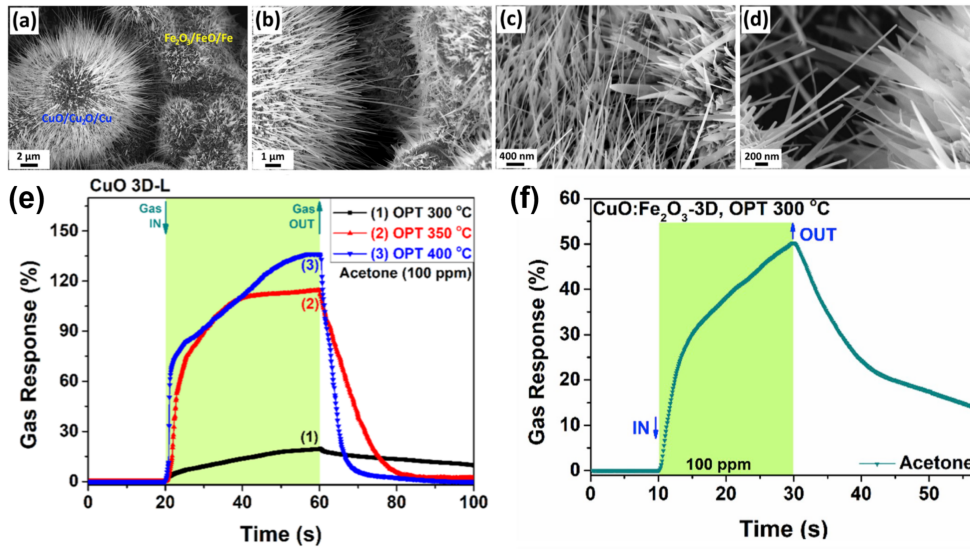 (a)
Fe₂O₃/FeO/Fe
CuO/Cu₂O/Cu
2 µm
(b)
1 µm
(c)
400 nm
(d)
200 nm
(e)
CuO 3D-L
Gas
IN
Gas
OUT
(1) OPT 300 °C
(2) OPT 350 °C
(3) OPT 400 °C
Acetone (100 ppm)
(3)
(2)
(1)
Gas Response (%)
150
120
90
60
30
0
0
20
40
60
80
100
Time (s)
(f)
CuO:Fe₂O₃-3D, OPT 300 °C
OUT
IN
100 ppm
Acetone
Gas Response (%)
60
50
40
30
20
10
0
0
10
20
30
40
50
Time (s)